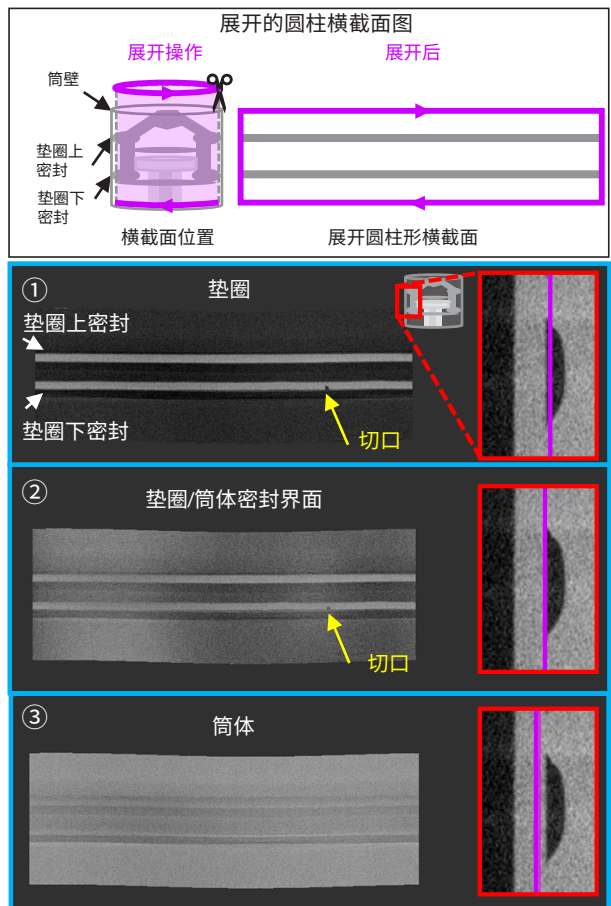 展开的圆柱横截面图
展开操作
展开后
筒壁
垫圈上
密封
垫圈下
密封
横截面位置
展开圆柱形横截面
①
垫圈
垫圈上密封
垫圈下密封
切口
②
垫圈/筒体密封界面
切口
③
筒体